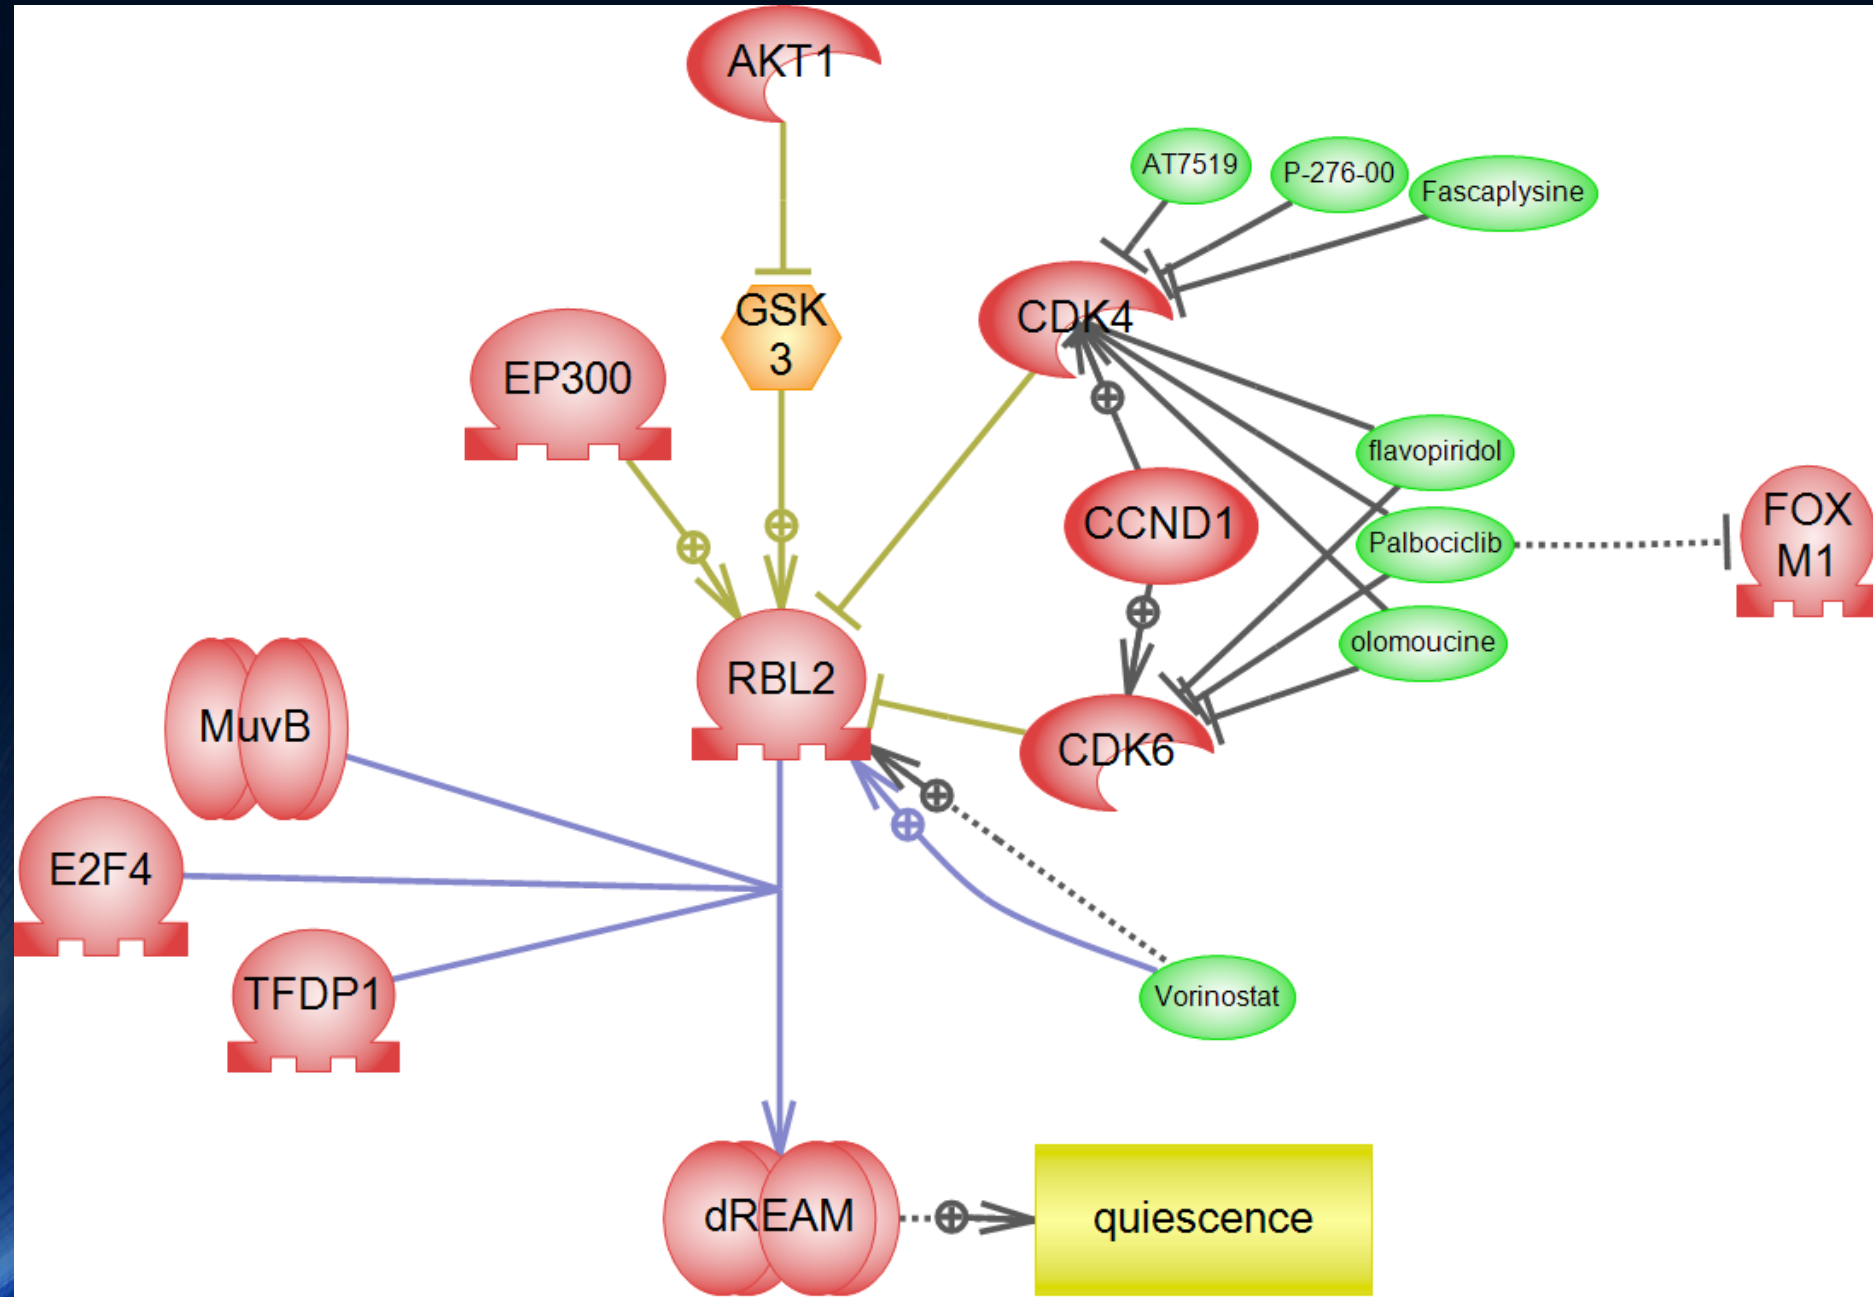 AKT1
AT7519
P-276-00
Fascaplysine
GSK
3
CDK4
EP300
flavopiridol
CCND1
Palbociclib
FOX
M1
olomoucine
RBL2
MuvB
CDK6
E2F4
TFDP1
Vorinostat
dREAM
quiescence